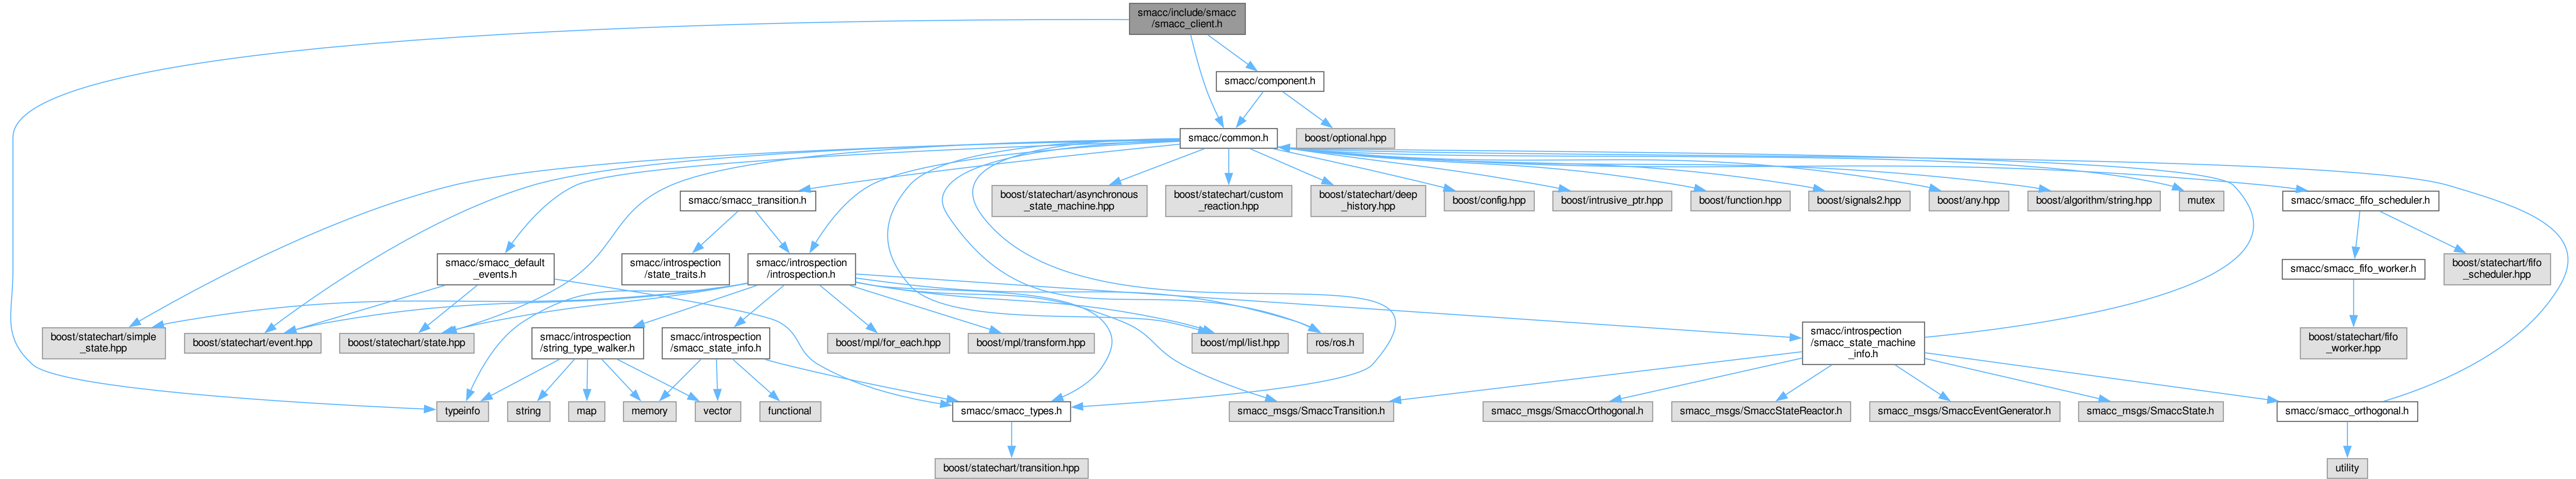 smacc/include/smacc
/smacc_client.h
smacc/component.h
smacc/common.h
boost/optional.hpp
smacc/smacc_transition.h
boost/statechart/asynchronous
_state_machine.hpp
boost/statechart/custom
_reaction.hpp
boost/statechart/deep
_history.hpp
boost/config.hpp
boost/intrusive_ptr.hpp
boost/function.hpp
boost/signals2.hpp
boost/any.hpp
boost/algorithm/string.hpp
mutex
smacc/smacc_fifo_scheduler.h
smacc/smacc_default
_events.h
smacc/introspection
/state_traits.h
smacc/introspection
/introspection.h
smacc/smacc_fifo_worker.h
boost/statechart/fifo
_scheduler.hpp
boost/statechart/simple
_state.hpp
boost/statechart/event.hpp
boost/statechart/state.hpp
smacc/introspection
/string_type_walker.h
smacc/introspection
/smacc_state_info.h
boost/mpl/for_each.hpp
boost/mpl/transform.hpp
boost/mpl/list.hpp
ros/ros.h
smacc/introspection
/smacc_state_machine
_info.h
boost/statechart/fifo
_worker.hpp
typeinfo
string
map
memory
vector
functional
smacc/smacc_types.h
smacc_msgs/SmaccTransition.h
smacc_msgs/SmaccOrthogonal.h
smacc_msgs/SmaccStateReactor.h
smacc_msgs/SmaccEventGenerator.h
smacc_msgs/SmaccState.h
smacc/smacc_orthogonal.h
boost/statechart/transition.hpp
utility